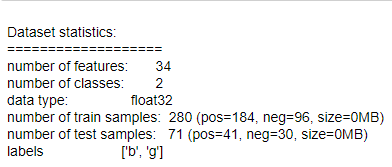 Dataset statistics:
===================
number of features: 34
number of classes: 2
data type: float32
number of train samples: 280 (pos=184, neg=96, size=0MB)
number of test samples: 71 (pos=41, neg=30, size=0MB)
labels ['b', 'g']